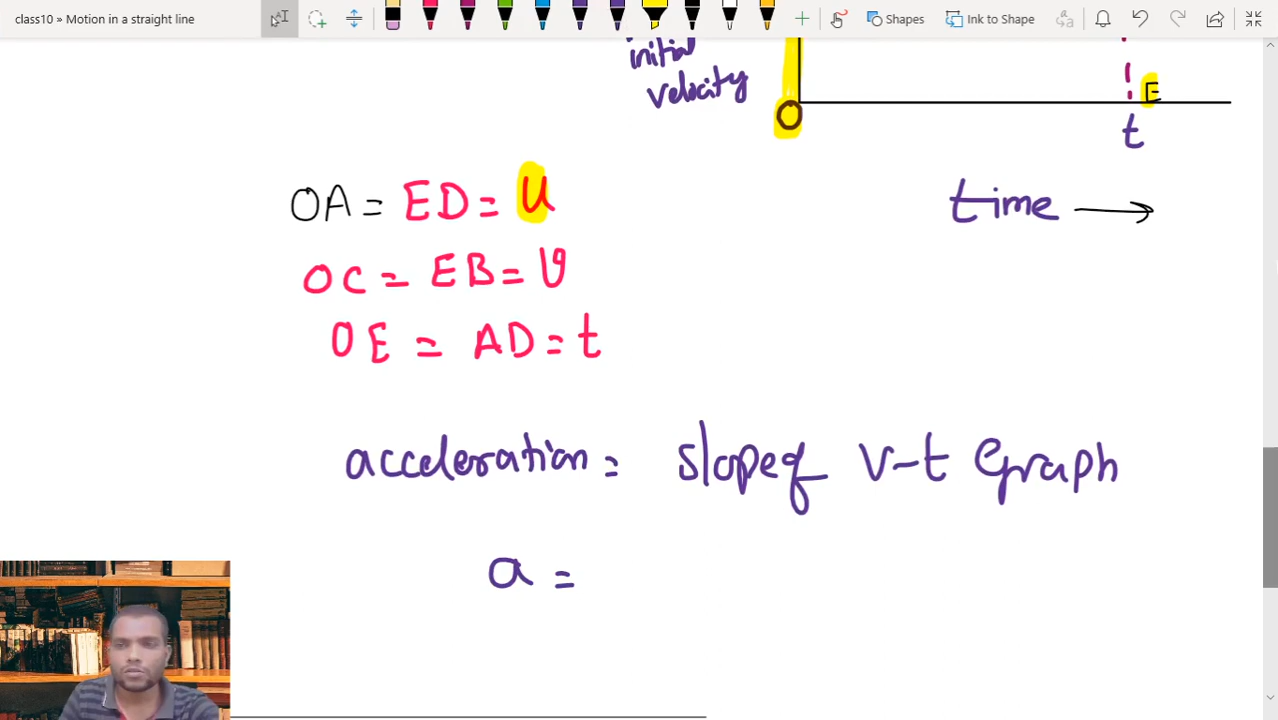 class10 » Motion in a straight line
Shapes
Ink to Shape
initial
velocity
O
E
t
time
OA = ED = U
OC = EB = V
OE = AD = t
acceleration = slope of v-t Graph
a =